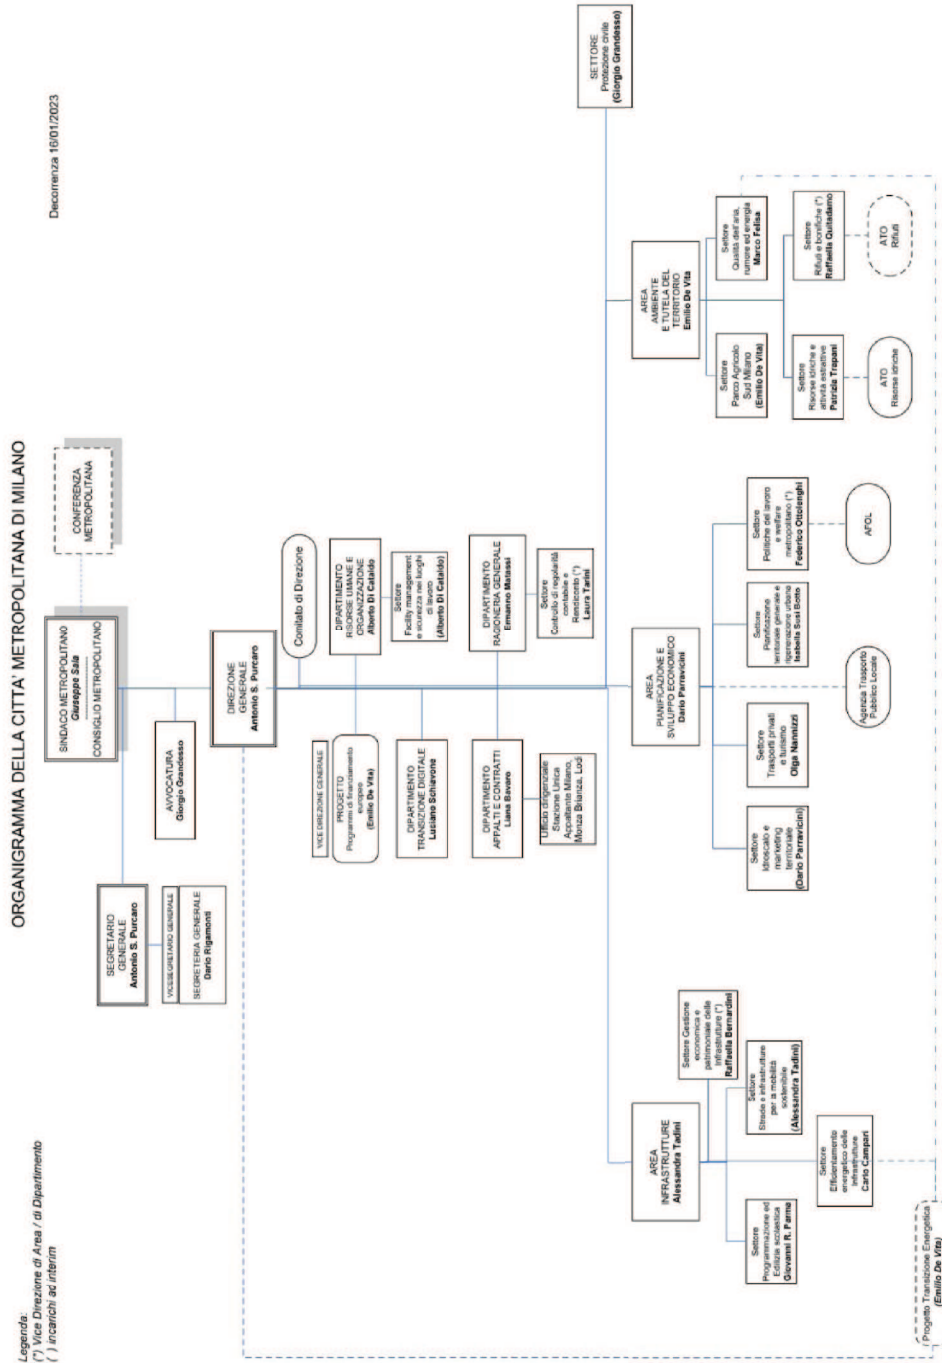 ORGANIGRAMMA DELLA CITTA' METROPOLITANA DI MILANO
Legenda:
(*) Vice Direzione di Area / di Dipartimento
( ) incarichi ad interim
Decorrenza 16/01/2023
SINDACO METROPOLITANO
Giuseppe Sala
CONSIGLIO METROPOLITANO
CONFERENZA
METROPOLITANA
SEGRETARIO
GENERALE
Antonio S. Purcaro
VICESEGRETARIO GENERALE
SEGRETERIA GENERALE
Dario Rigamonti
AVVOCATURA
Giorgio Grandesso
DIREZIONE
GENERALE
Antonio S. Purcaro
Comitato di Direzione
VICE DIREZIONE GENERALE
PROGETTO
Programmi di finanziamento
europeo
(Emilio De Vita)
DIPARTIMENTO
RISORSE UMANE E
ORGANIZZAZIONE
Alberto Di Cataldo
Settore
Facility management
e sicurezza nei luoghi
di lavoro
(Alberto Di Cataldo)
DIPARTIMENTO
TRANSIZIONE DIGITALE
Lusiano Schiavone
DIPARTIMENTO
APPALTI E CONTRATTI
Liana Bavaro
Ufficio dirigenziale
Stazione Unica
Appaltante Milano,
Monza Brianza, Lodi
DIPARTIMENTO
RAGIONERIA GENERALE
Ermanno Matassi
Settore
Controllo di regolarità
contabile e
Rendiconto (*)
Laura Tarini
SETTORE
Protezione civile
(Giorgio Grandesso)
AREA
INFRASTRUTTURE
Alessandra Tadini
Settore Gestione
economica e
patrimoniale delle
Infrastrutture (*)
Raffaella Bernardini
Settore
Programmazione ed
Edilizia scolastica
Giovanni R. Parma
Settore
Strade e infrastrutture
per la mobilità
sostenibile
(Alessandra Tadini)
Settore
Efficientamento
energetico delle
Infrastrutture
Carlo Campari
AREA
PIANIFICAZIONE E
SVILUPPO ECONOMICO
Dario Parravicini
Settore
Idroscalo e
marketing
territoriale
(Dario Parravicini)
Settore
Trasporti privati
e turismo
Olga Nannizzi
Settore
Pianificazione
territoriale generale e
rigenerazione urbana
Isabella Susi Botto
Settore
Politiche del lavoro
e welfare
metropolitano (*)
Federico Ottolenghi
Agenzia Trasporto
Pubblico Locale
AFOL
AREA
AMBIENTE
E TUTELA DEL
TERRITORIO
Emilio De Vita
Settore
Parco Agricolo
Sud Milano
(Emilio De Vita)
Settore
Qualità dell'aria,
rumore ed energia
Marco Felisa
Settore
Risorse idriche e
attività estrattive
Patrizia Trapani
Settore
Rifiuti e bonifiche (*)
Raffaella Quitadamo
ATO
Risorse idriche
ATO
Rifiuti
Progetto Transizione Energetica
(Emilio De Vita)